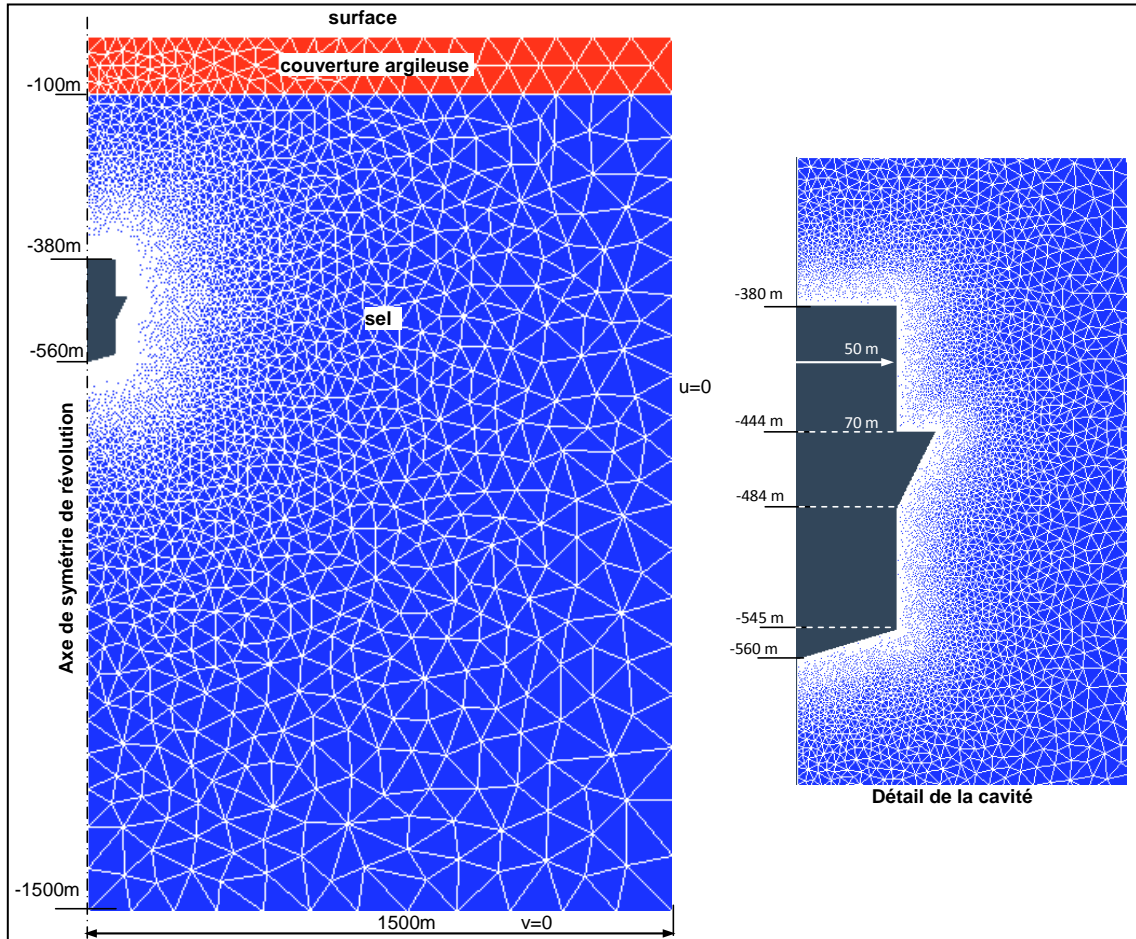 surface
couverture argileuse
-100m
-380m
sel
-560m
u=0
Axe de symétrie de révolution
-1500m
1500m
v=0
-380 m
50 m
-444 m
70 m
-484 m
-545 m
-560 m
Détail de la cavité